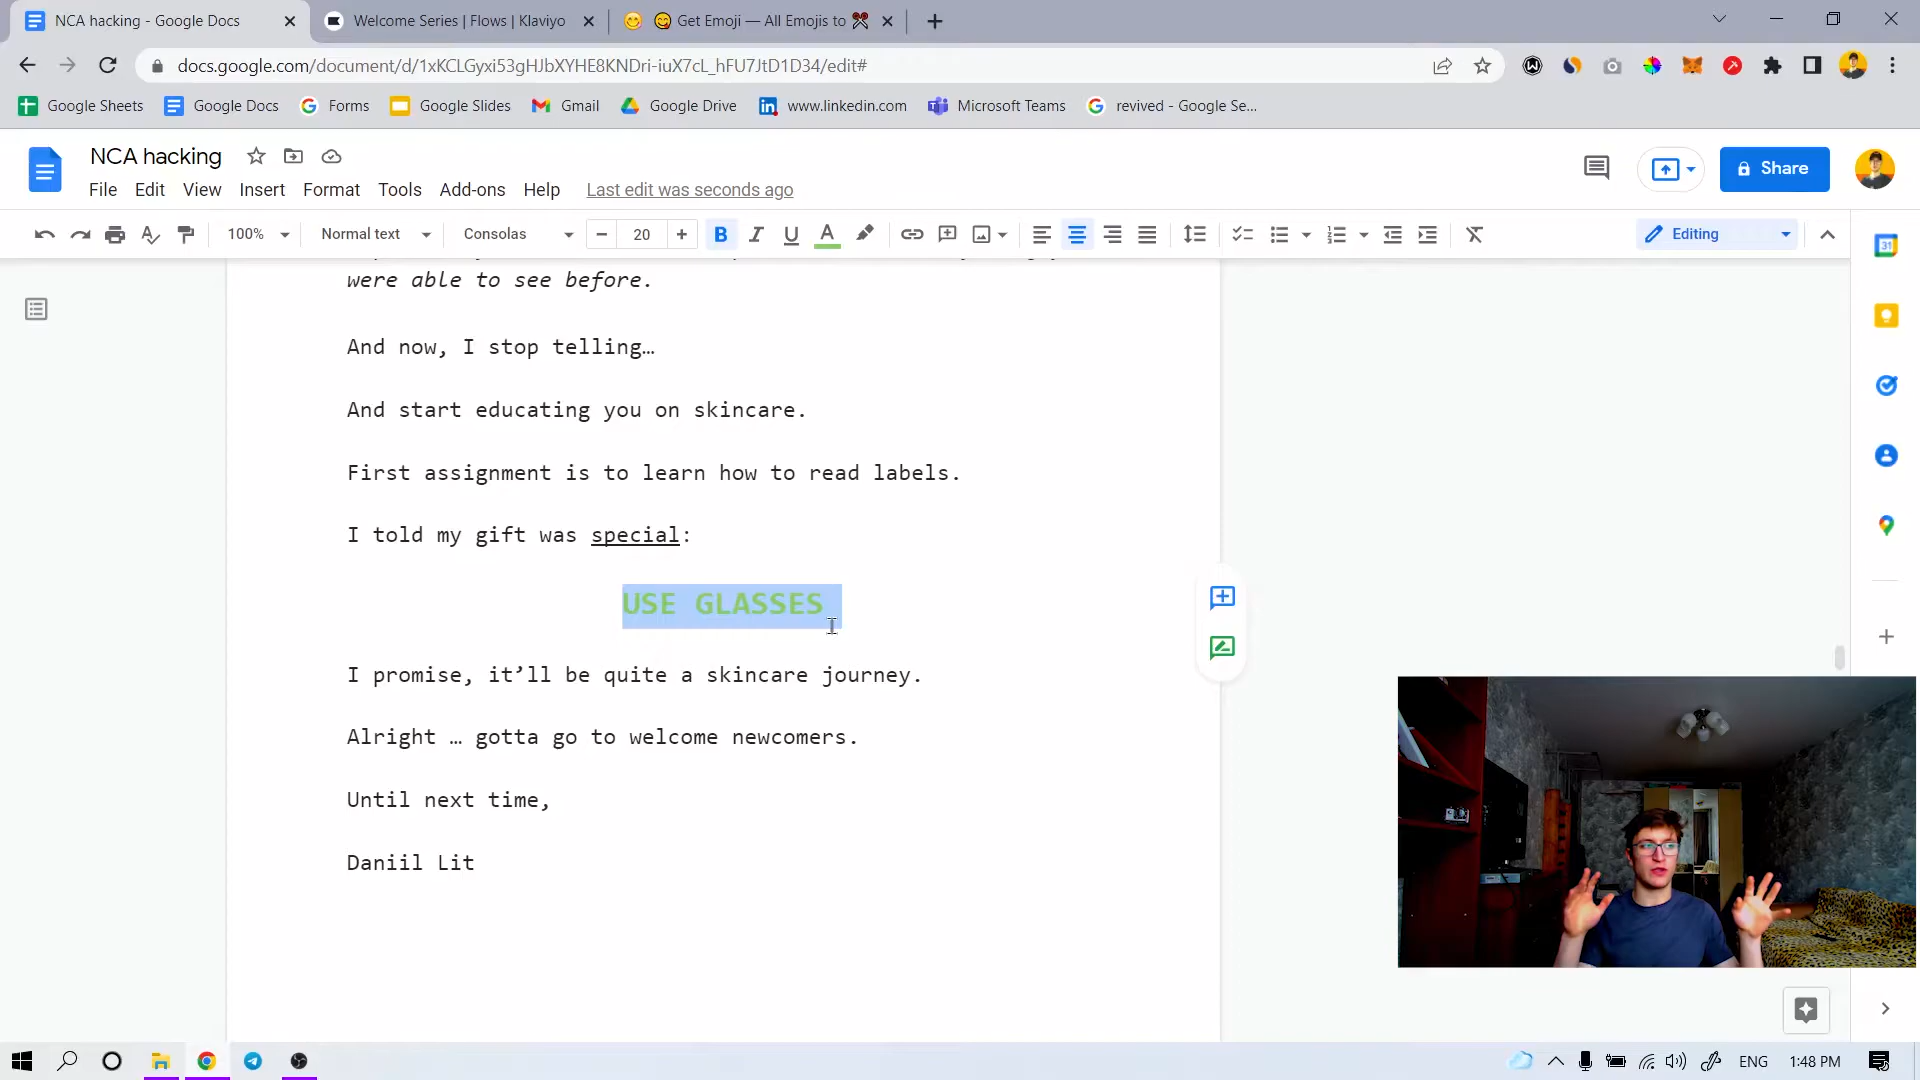 NCA hacking - Google Docs
Welcome Series | Flows | Klaviyo
Get Emoji — All Emojis to
docs.google.com/document/d/1xKCLGyxi53gHJbXYHE8KNDri-iuX7cL_hFU7JtD1D34/edit#
Google Sheets Google Docs Forms Google Slides Gmail Google Drive www.linkedin.com Microsoft Teams revived - Google Se...
NCA hacking
File Edit View Insert Format Tools Add-ons Help Last edit was seconds ago
Share
100% Normal text Consolas 20 Editing
were able to see before.
And now, I stop telling…
And start educating you on skincare.
First assignment is to learn how to read labels.
I told my gift was special:
USE GLASSES
I promise, it’ll be quite a skincare journey.
Alright … gotta go to welcome newcomers.
Until next time,
Daniil Lit
ENG 1:48 PM